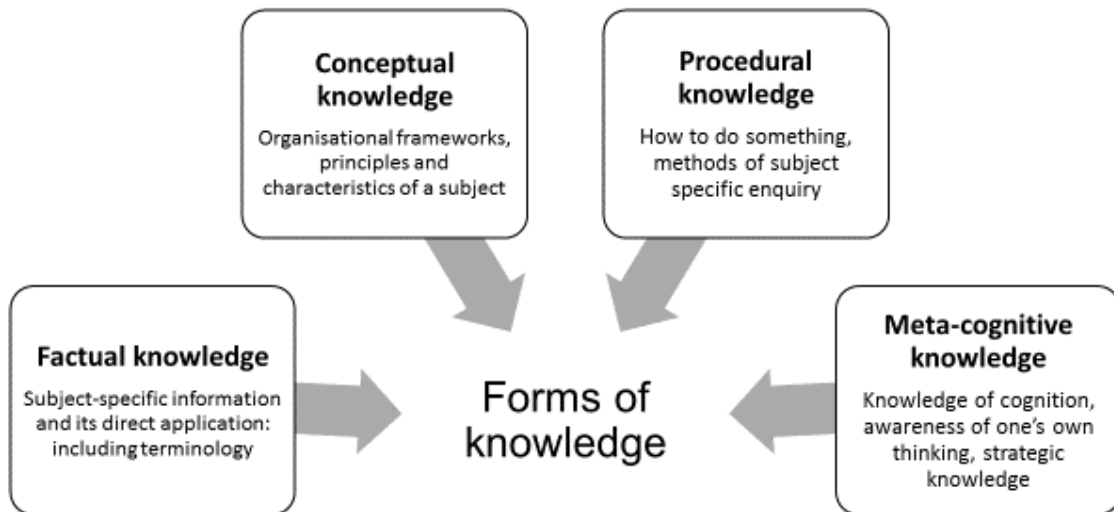 Conceptual
knowledge
Organisational frameworks,
principles and
characteristics of a subject
Procedural
knowledge
How to do something,
methods of subject
specific enquiry
Factual knowledge
Subject-specific information
and its direct application:
including terminology
Forms of
knowledge
Meta-cognitive
knowledge
Knowledge of cognition,
awareness of one's own
thinking, strategic
knowledge